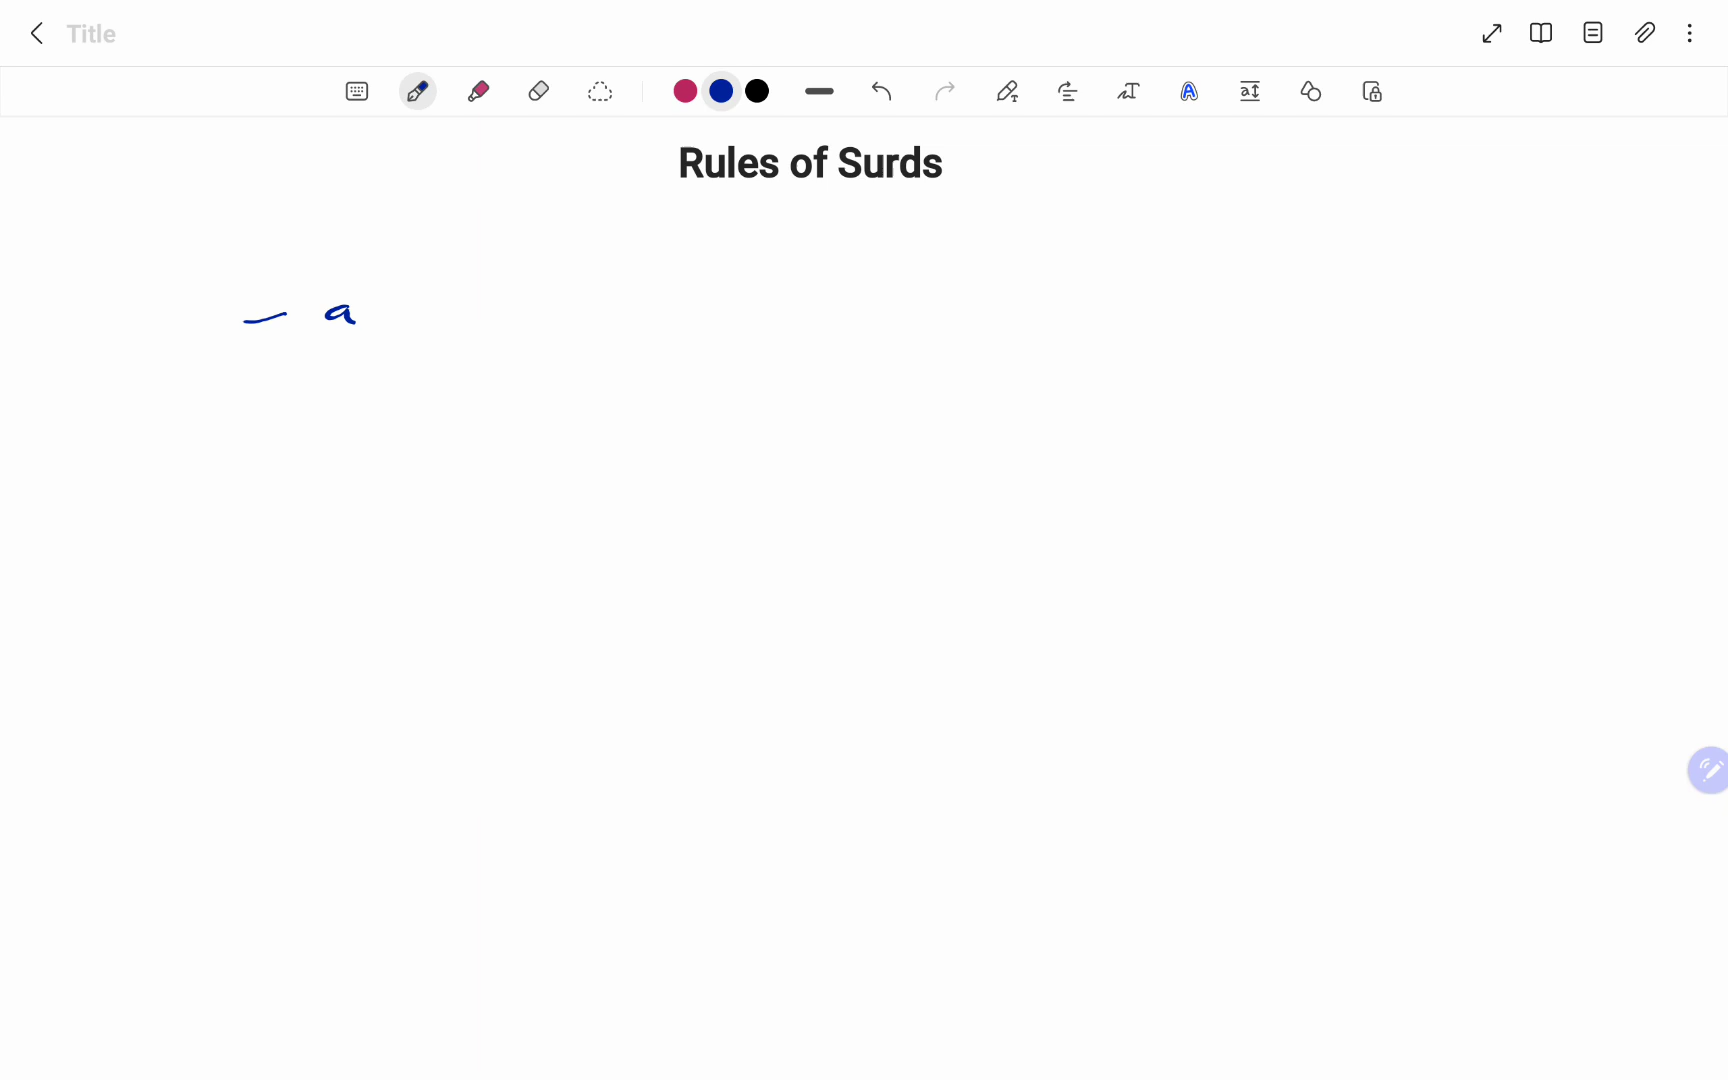 Title
Rules of Surds
– a